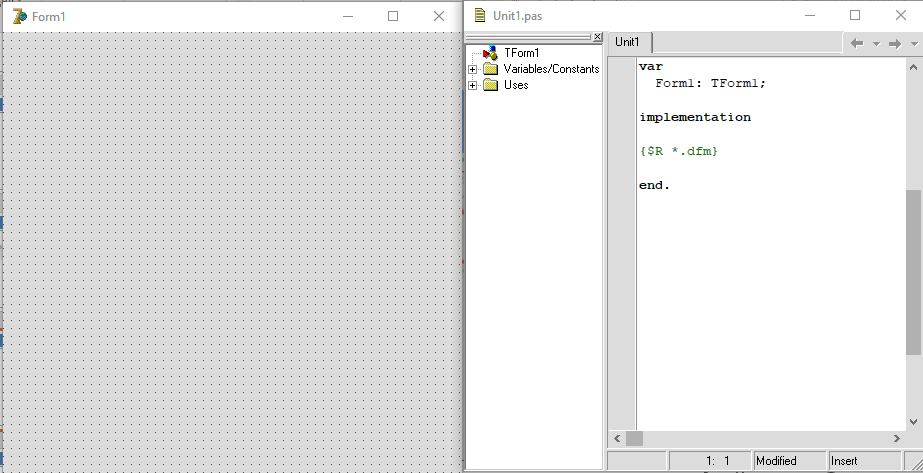 Form1
Unit1.pas
TForm1
Variables/Constants
Uses
Unit1
var
Form1: TForm1;
implementation
{$R *.dfm}
end.
1: 1
Modified
Insert